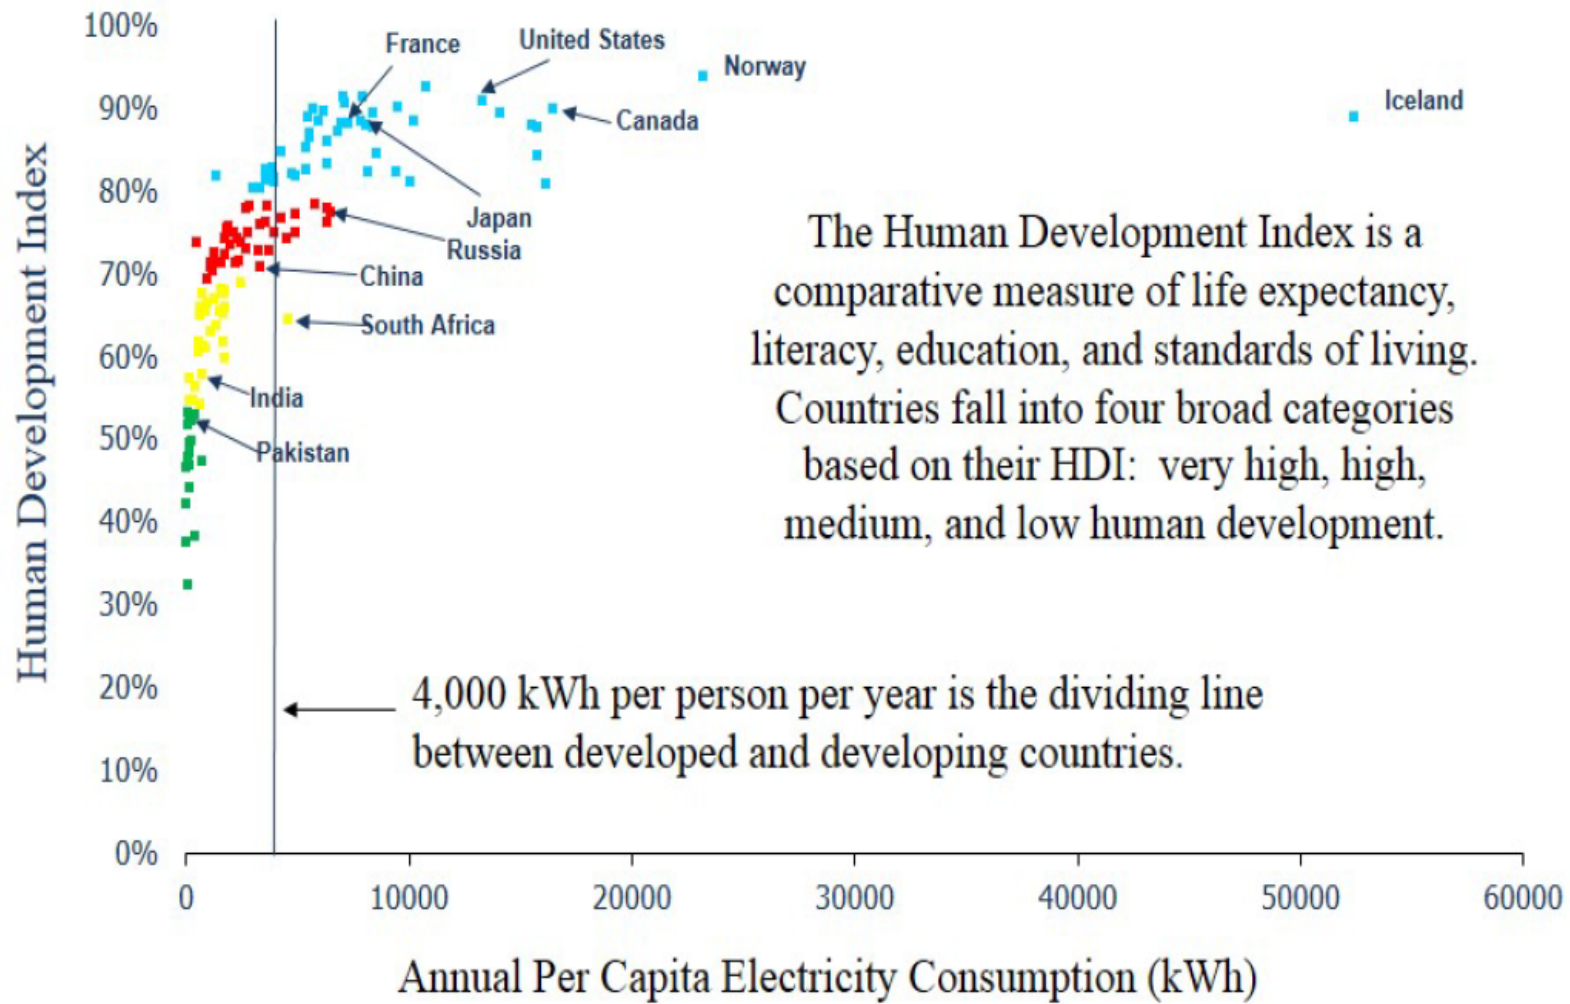 100%
90%
80%
70%
60%
50%
40%
30%
20%
10%
0%
Human Development Index
France
United States
Norway
Iceland
Canada
Japan
Russia
China
South Africa
India
Pakistan
The Human Development Index is a
comparative measure of life expectancy,
literacy, education, and standards of living.
Countries fall into four broad categories
based on their HDI: very high, high,
medium, and low human development.
4,000 kWh per person per year is the dividing line
between developed and developing countries.
0 10000 20000 30000 40000 50000 60000
Annual Per Capita Electricity Consumption (kWh)